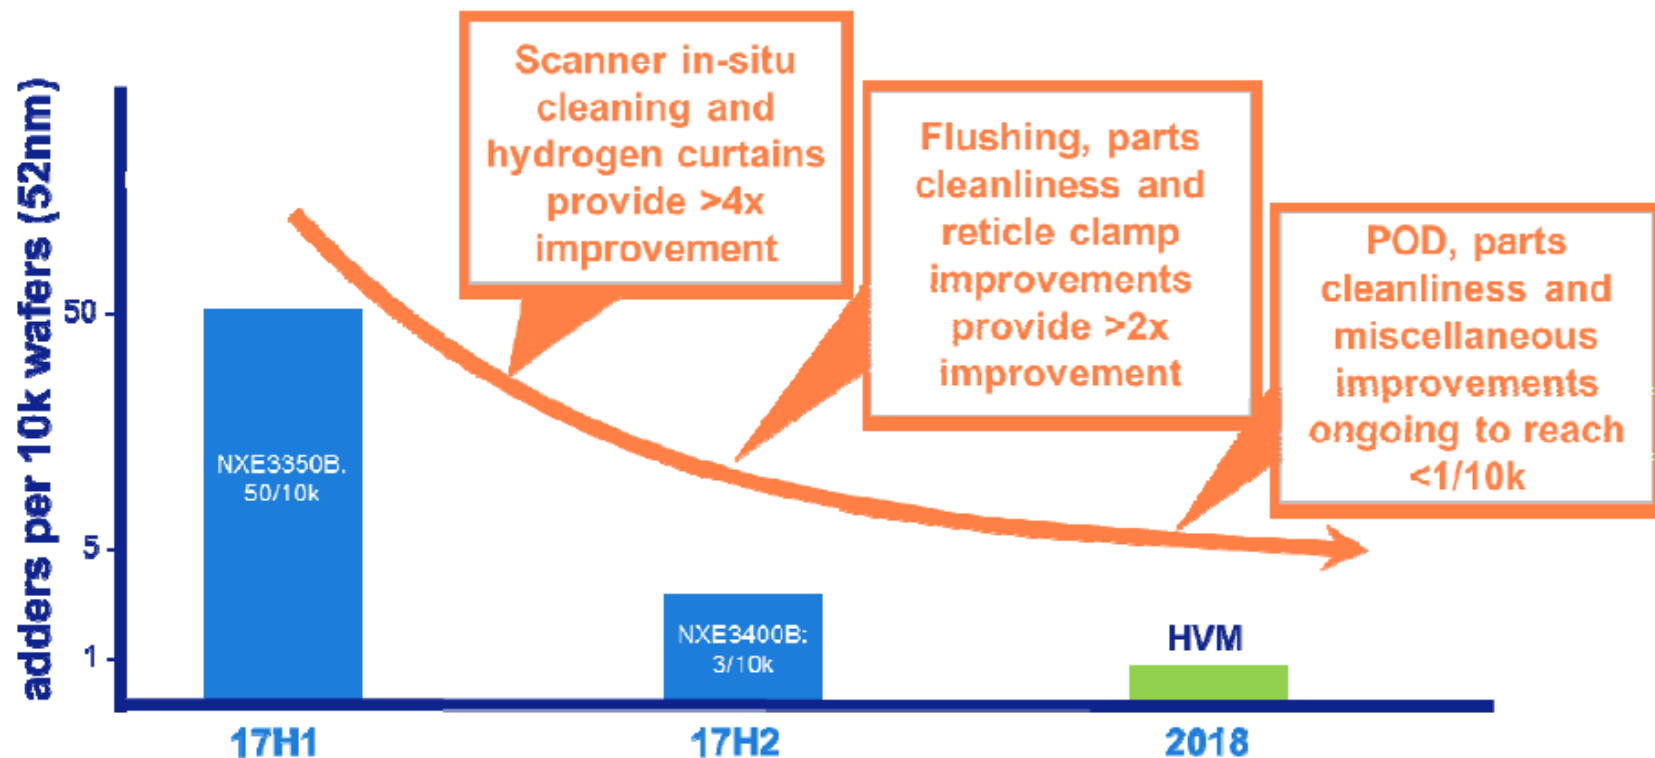 adders per 10k wafers (52nm)
50
5
1
Scanner in-situ
cleaning and
hydrogen curtains
provide >4x
improvement
Flushing, parts
cleanliness and
reticle clamp
improvements
provide >2x
improvement
POD, parts
cleanliness and
miscellaneous
improvements
ongoing to reach
<1/10k
NXE3350B.
50/10k
NXE3400B:
3/10k
HVM
17H1
17H2
2018